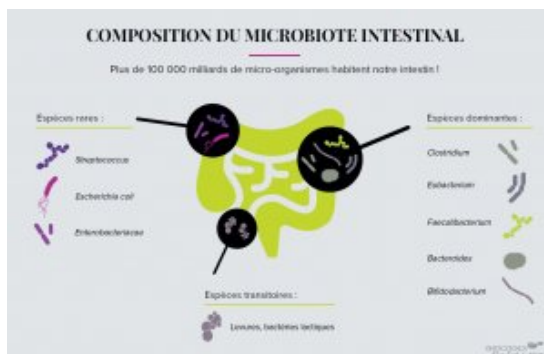 COMPOSITION DU MICROBIOTE INTESTINAL
Plus de 100 000 milliards de micro-organismes habitent notre intestin !
Espèces rares :
Streptococcus
Escherichia coli
Enterobacteriaceae
Espèces dominantes :
Clostridium
Eubacterium
Faecalibacterium
Bacteroides
Bifidobacterium
Espèces transitoires :
Levures, bactéries lactiques